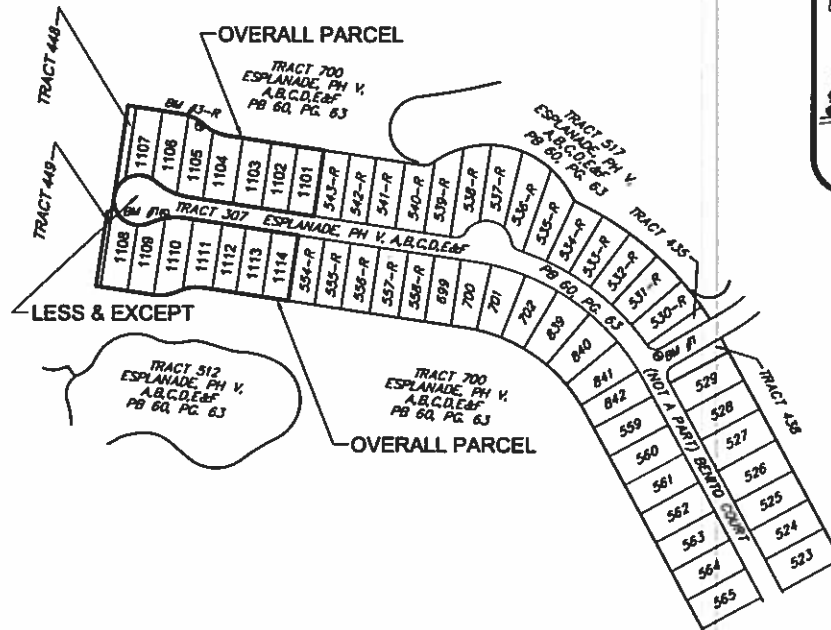 OVERALL PARCEL
TRACT 448
TRACT 700
ESPLANADE, PH V,
A,B,C,D,E&F
PB 60, PG. 63
BM #3-R
1107
1106
1105
1104
1103
1102
1101
543-R
542-R
541-R
540-R
539-R
538-R
537-R
536-R
535-R
534-R
533-R
532-R
531-R
530-R
TRACT 517
ESPLANADE, PH V,
A,B,C,D,E&F
PB 60, PG. 63
TRACT 435
TRACT 449
TRACT 307
ESPLANADE, PH V A,B,C,D,E&F
PB 60, PG. 63
BM #1
(NOT A PART) BENITO COURT
TRACT 438
LESS & EXCEPT
1108
1109
1110
1111
1112
1113
1114
554-R
555-R
556-R
557-R
558-R
699
700
701
702
839
840
841
842
559
560
561
562
563
564
565
529
528
527
526
525
524
523
TRACT 512
ESPLANADE, PH V,
A,B,C,D,E&F
PB 60, PG. 63
TRACT 700
ESPLANADE, PH V,
A,B,C,D,E&F
PB 60, PG. 63
OVERALL PARCEL